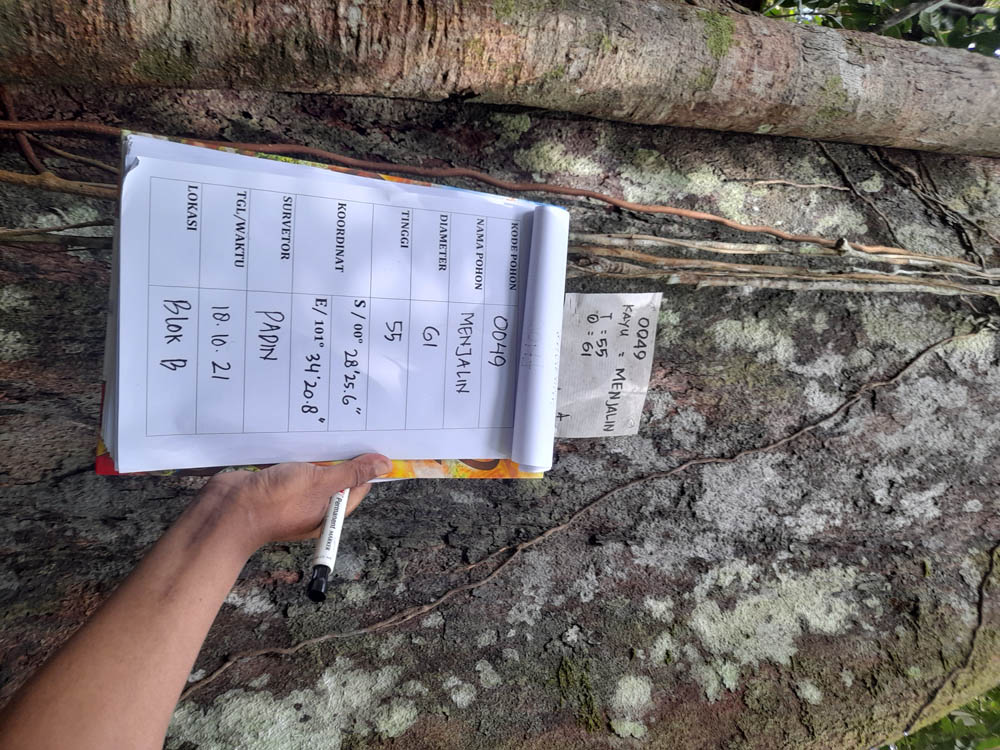 0049
KAYU = MENJALIN
T = 55
Ⓞ = 61
KODE POHON 0049
NAMA POHON MENJALIN
DIAMETER 61
TINGGI 55
KOORDINAT S / 00° 28'25.6"
E/ 101° 34'20.8"
SURVETOR PADIN
TGL/WAKTU 10.10.21
LOKASI BLOK B
Permanent MARKER